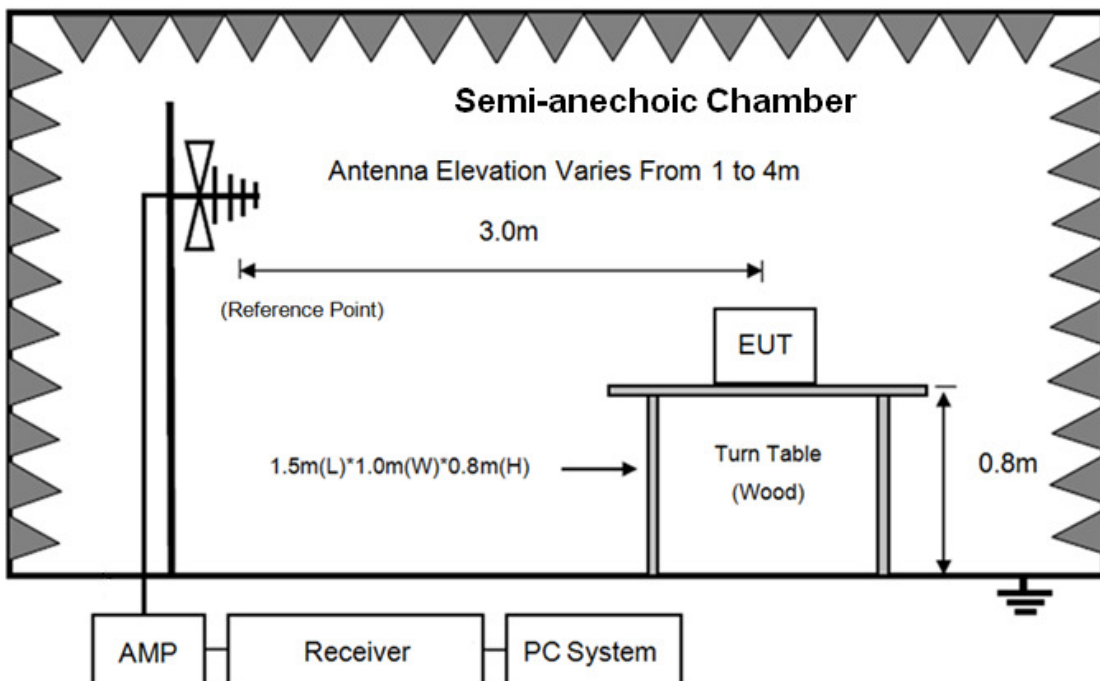 Semi-anechoic Chamber
Antenna Elevation Varies From 1 to 4m
3.0m
(Reference Point)
EUT
1.5m(L)*1.0m(W)*0.8m(H)
Turn Table
(Wood)
0.8m
AMP
Receiver
PC System